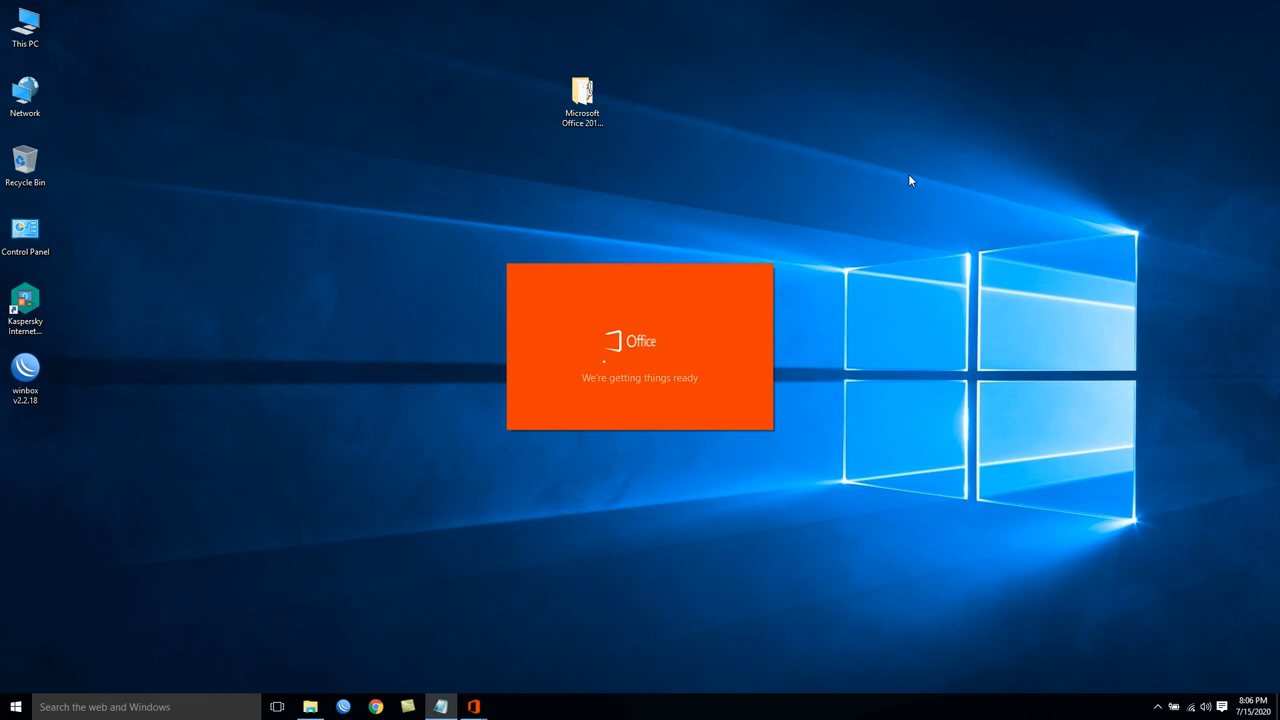 This PC
Network
Recycle Bin
Control Panel
Kaspersky
Internet...
winbox
v2.2.18
Microsoft
Office 201...
Office
We're getting things ready
Search the web and Windows
8:06 PM
7/15/2020